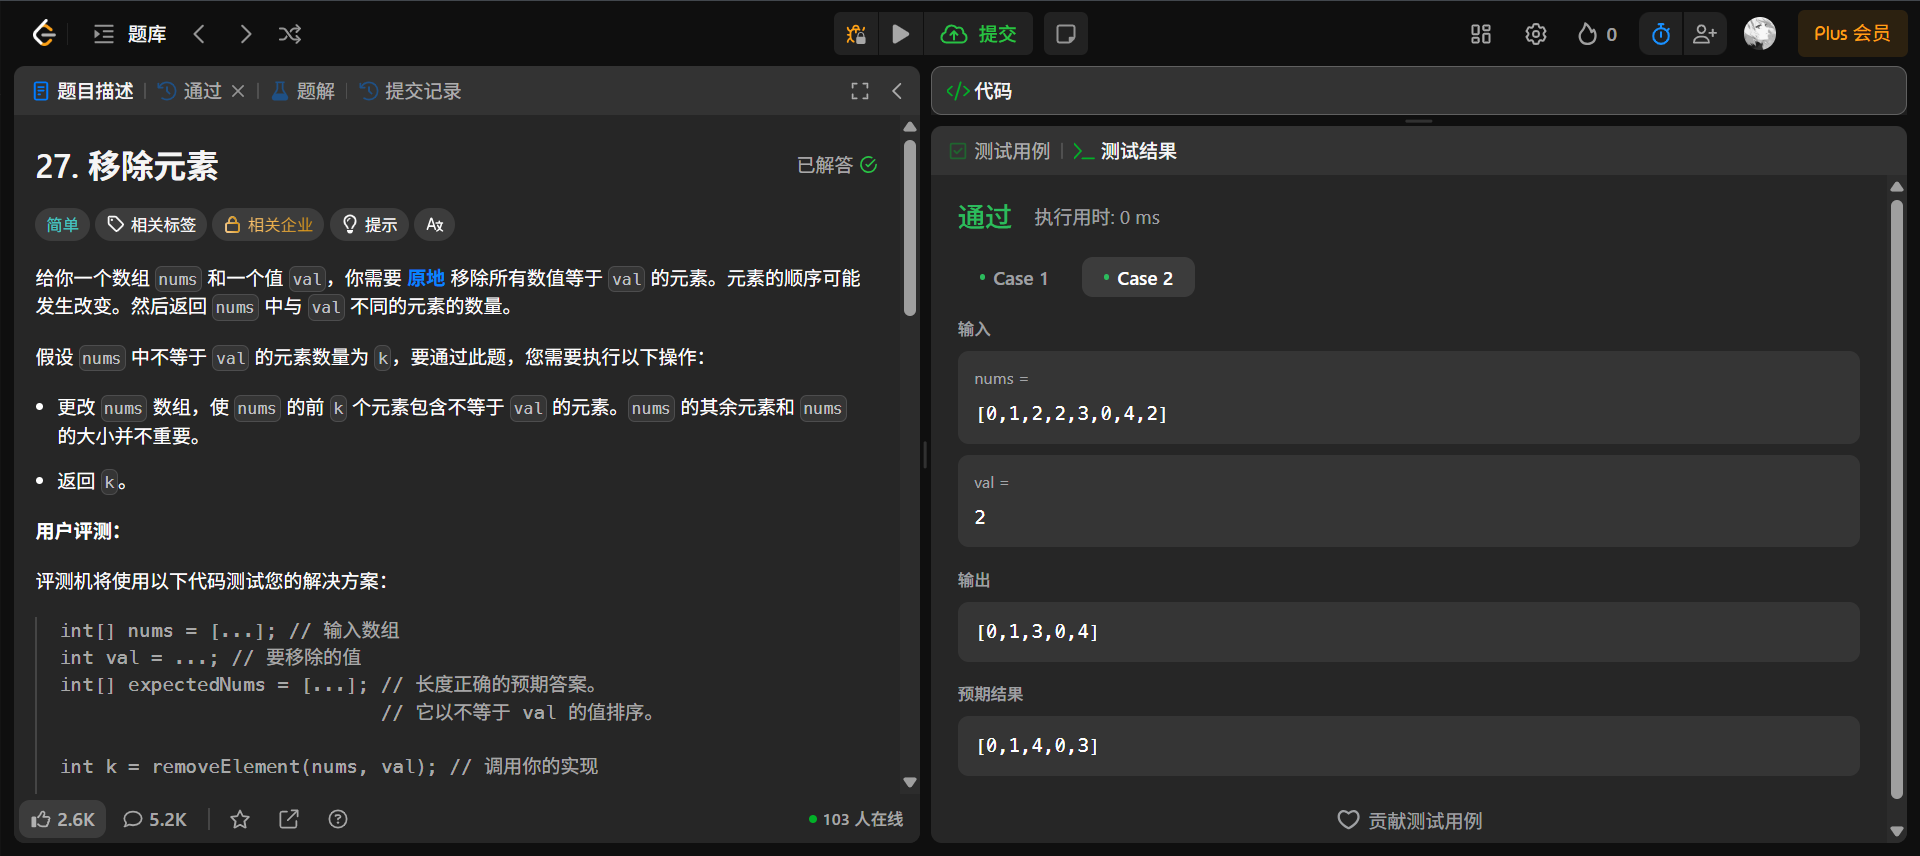 题库
提交
0
Plus 会员
题目描述
通过
题解
提交记录
27. 移除元素
已解答
简单
相关标签
相关企业
提示
给你一个数组 nums 和一个值 val，你需要 原地 移除所有数值等于 val 的元素。元素的顺序可能
发生改变。然后返回 nums 中与 val 不同的元素的数量。
假设 nums 中不等于 val 的元素数量为 k，要通过此题，您需要执行以下操作：
更改 nums 数组，使 nums 的前 k 个元素包含不等于 val 的元素。nums 的其余元素和 nums
的大小并不重要。
返回 k。
用户评测：
评测机将使用以下代码测试您的解决方案：
int[] nums = [...]; // 输入数组
int val = ...; // 要移除的值
int[] expectedNums = [...]; // 长度正确的预期答案。
// 它以不等于 val 的值排序。
int k = removeElement(nums, val); // 调用你的实现
2.6K
5.2K
103 人在线
</> 代码
测试用例
测试结果
通过
执行用时: 0 ms
Case 1
Case 2
输入
nums =
[0,1,2,2,3,0,4,2]
val =
2
输出
[0,1,3,0,4]
预期结果
[0,1,4,0,3]
贡献测试用例